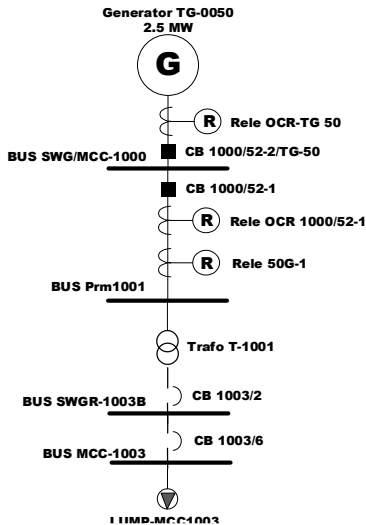 Generator TG-0050
2.5 MW
G
R
Rele OCR-TG 50
BUS SWG/MCC-1000
CB 1000/52-2/TG-50
CB 1000/52-1
R
Rele OCR 1000/52-1
R
Rele 50G-1
BUS Prm1001
Trafo T-1001
CB 1003/2
BUS SWGR-1003B
CB 1003/6
BUS MCC-1003
LUMP-MCC1003